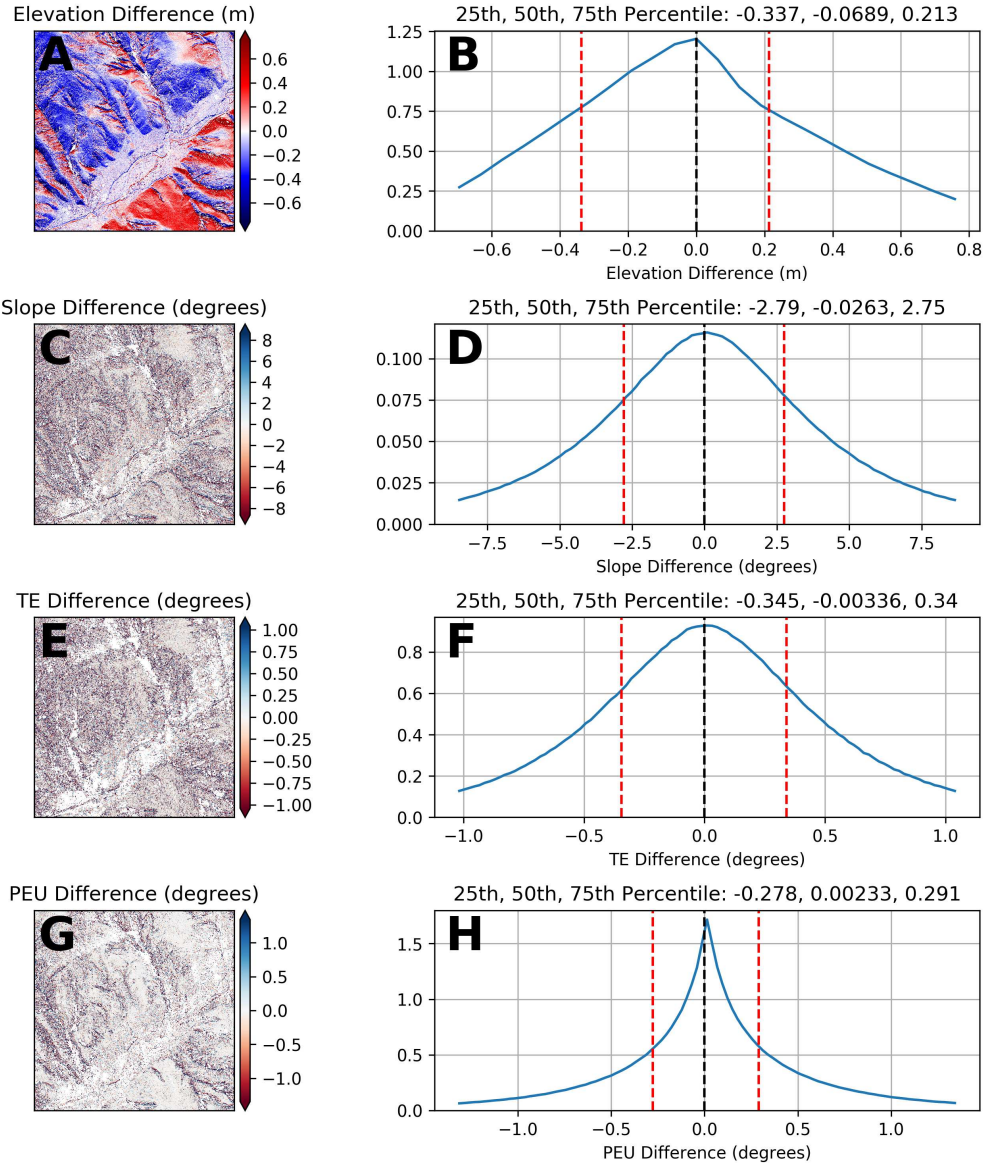 Elevation Difference (m)
A
0.6
0.4
0.2
0.0
−0.2
−0.4
−0.6
25th, 50th, 75th Percentile: -0.337, -0.0689, 0.213
B
1.25
1.00
0.75
0.50
0.25
0.00
−0.6 −0.4 −0.2 0.0 0.2 0.4 0.6 0.8
Elevation Difference (m)
Slope Difference (degrees)
C
8
6
4
2
0
−2
−4
−6
−8
25th, 50th, 75th Percentile: -2.79, -0.0263, 2.75
D
0.100
0.075
0.050
0.025
0.000
−7.5 −5.0 −2.5 0.0 2.5 5.0 7.5
Slope Difference (degrees)
TE Difference (degrees)
E
1.00
0.75
0.50
0.25
0.00
−0.25
−0.50
−0.75
−1.00
25th, 50th, 75th Percentile: -0.345, -0.00336, 0.34
F
0.8
0.6
0.4
0.2
0.0
−1.0 −0.5 0.0 0.5 1.0
TE Difference (degrees)
PEU Difference (degrees)
G
1.0
0.5
0.0
−0.5
−1.0
25th, 50th, 75th Percentile: -0.278, 0.00233, 0.291
H
1.5
1.0
0.5
0.0
−1.0 −0.5 0.0 0.5 1.0
PEU Difference (degrees)